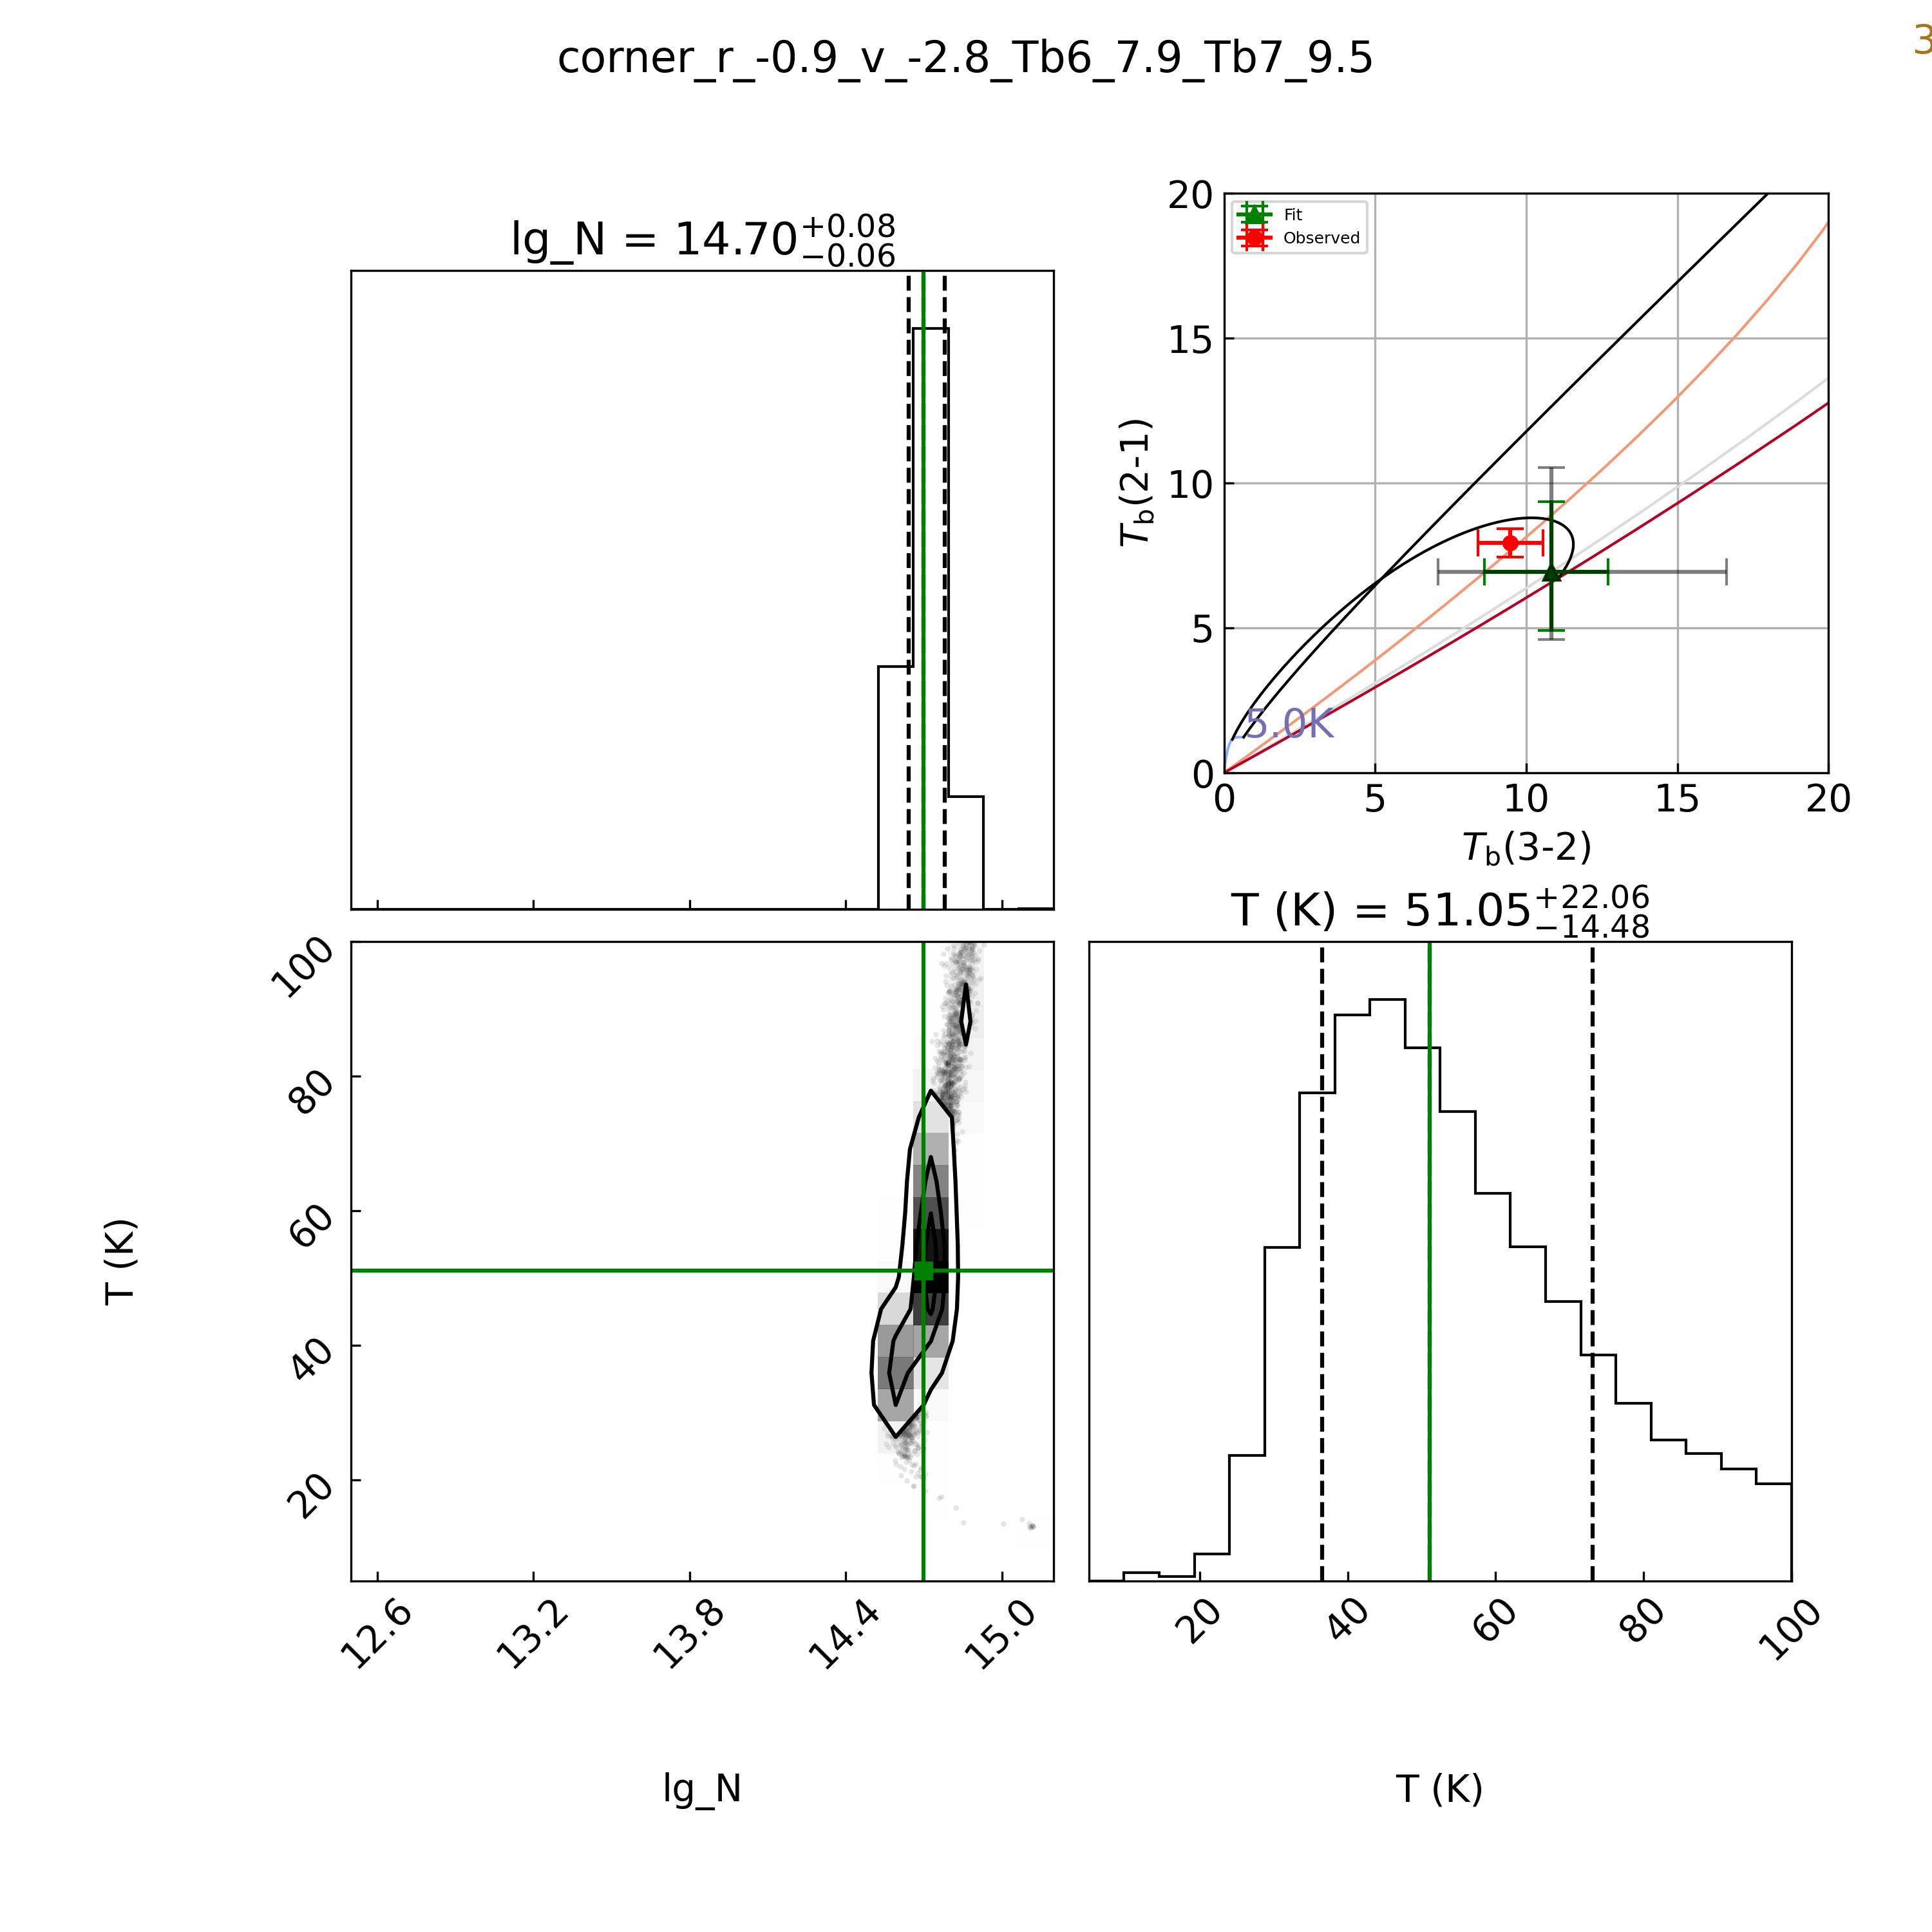 corner_r_-0.9_v_-2.8_Tb6_7.9_Tb7_9.5
3
lg_N = 14.70+0.08−0.06
Fit
Observed
20
15
10
5
0
T_b(2-1)
5.0K
0 5 10 15 20
T_b(3-2)
T (K) = 51.05+22.06−14.48
100
80
60
40
20
T (K)
12.6 13.2 13.8 14.4 15.0
20 40 60 80 100
lg_N
T (K)